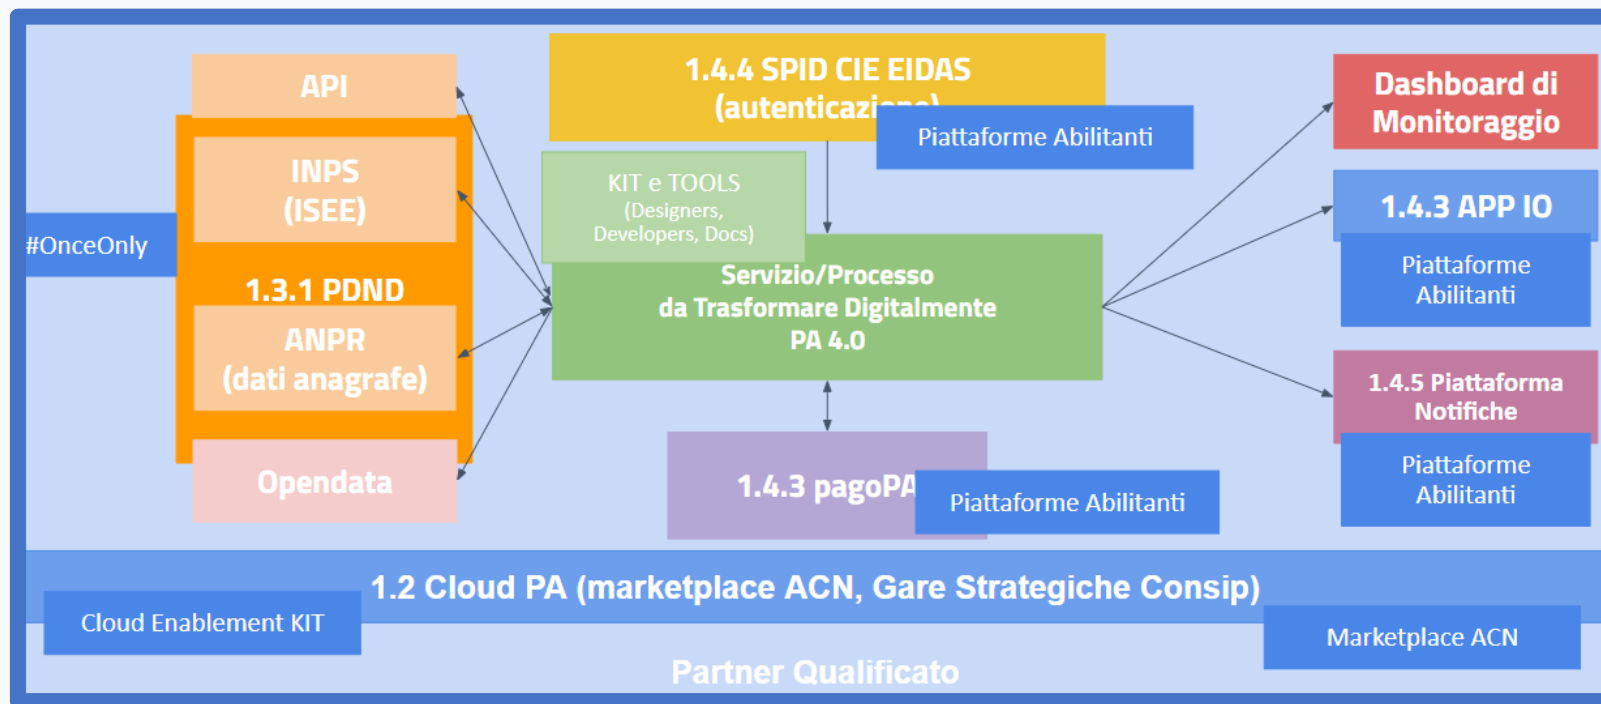 API
INPS
(ISEE)
#OnceOnly
1.3.1 PDND
ANPR
(dati anagrafe)
Opendata
1.4.4 SPID CIE EIDAS
(autenticazione)
Piattaforme Abilitanti
KIT e TOOLS
(Designers,
Developers, Docs)
Servizio/Processo
da Trasformare Digitalmente
PA 4.0
1.4.3 pagoPA
Piattaforme Abilitanti
Dashboard di
Monitoraggio
1.4.3 APP IO
Piattaforme
Abilitanti
1.4.5 Piattaforma
Notifiche
Piattaforme
Abilitanti
1.2 Cloud PA (marketplace ACN, Gare Strategiche Consip)
Cloud Enablement KIT
Marketplace ACN
Partner Qualificato